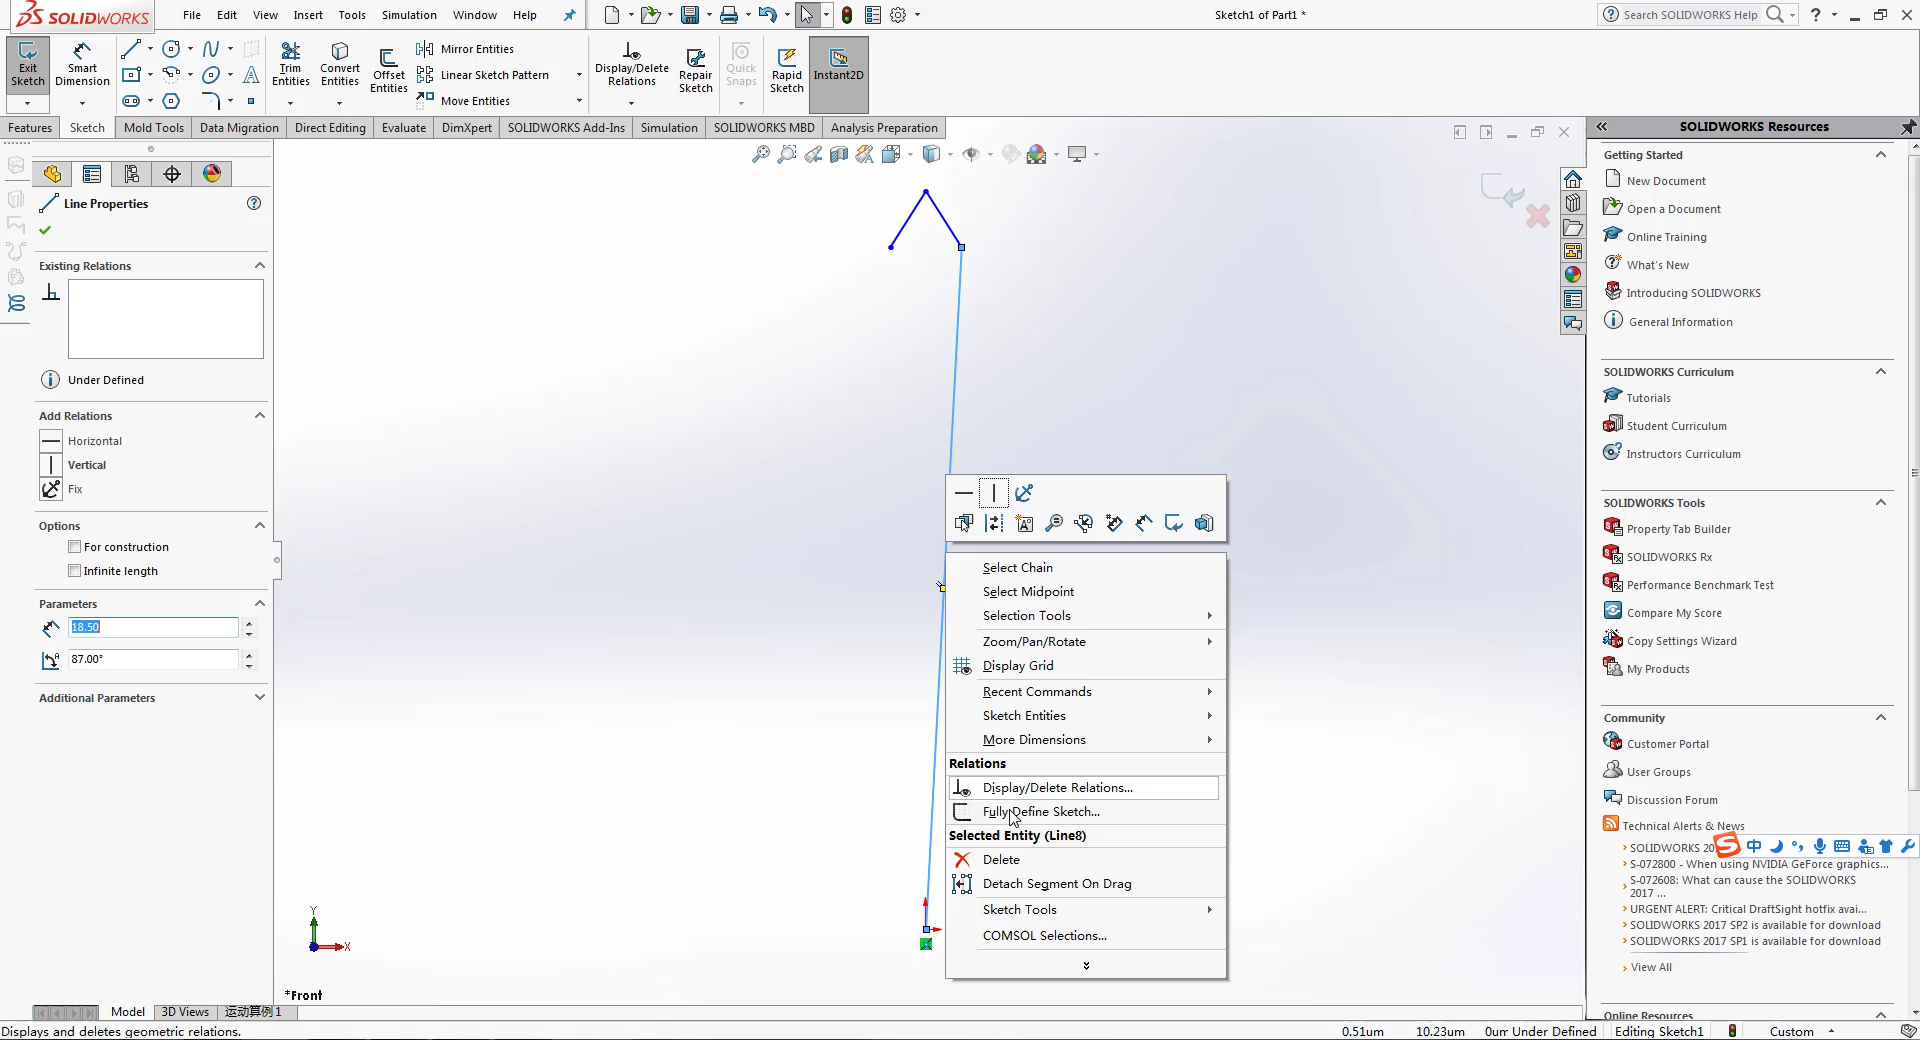 SOLIDWORKS
File Edit View Insert Tools Simulation Window Help
Sketch1 of Part1 *
Search SOLIDWORKS Help
Exit Sketch
Smart Dimension
Trim Entities
Convert Entities
Offset Entities
Mirror Entities
Linear Sketch Pattern
Move Entities
Display/Delete Relations
Repair Sketch
Quick Snaps
Rapid Sketch
Instant2D
Features Sketch Mold Tools Data Migration Direct Editing Evaluate DimXpert SOLIDWORKS Add-Ins Simulation SOLIDWORKS MBD Analysis Preparation
Line Properties
Existing Relations
Under Defined
Add Relations
Horizontal
Vertical
Fix
Options
For construction
Infinite length
Parameters
18.50
87.00°
Additional Parameters
Select Chain
Select Midpoint
Selection Tools
Zoom/Pan/Rotate
Display Grid
Recent Commands
Sketch Entities
More Dimensions
Relations
Display/Delete Relations...
Fully Define Sketch...
Selected Entity (Line8)
Delete
Detach Segment On Drag
Sketch Tools
COMSOL Selections...
Y
X
*Front
Model 3D Views 运动算例 1
SOLIDWORKS Resources
Getting Started
New Document
Open a Document
Online Training
What's New
Introducing SOLIDWORKS
General Information
SOLIDWORKS Curriculum
Tutorials
Student Curriculum
Instructors Curriculum
SOLIDWORKS Tools
Property Tab Builder
SOLIDWORKS Rx
Performance Benchmark Test
Compare My Score
Copy Settings Wizard
My Products
Community
Customer Portal
User Groups
Discussion Forum
Technical Alerts & News
SOLIDWORKS 20
中
S-072800 - When using NVIDIA GeForce graphics...
S-072608: What can cause the SOLIDWORKS
2017 ...
URGENT ALERT: Critical DraftSight hotfix avai...
SOLIDWORKS 2017 SP2 is available for download
SOLIDWORKS 2017 SP1 is available for download
View All
Online Resources
Displays and deletes geometric relations.
0.51um 10.23um 0um Under Defined Editing Sketch1 Custom